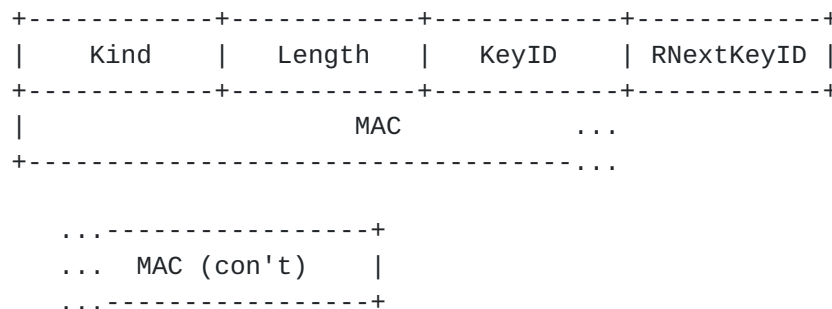 +------------+------------+------------+------------+
|    Kind    |   Length   |   KeyID    | RNextKeyID |
+------------+------------+------------+------------+
|                     MAC           ...
+-----------------------------------...

   ...-----------------+
   ...  MAC (con't)    |
   ...-----------------+